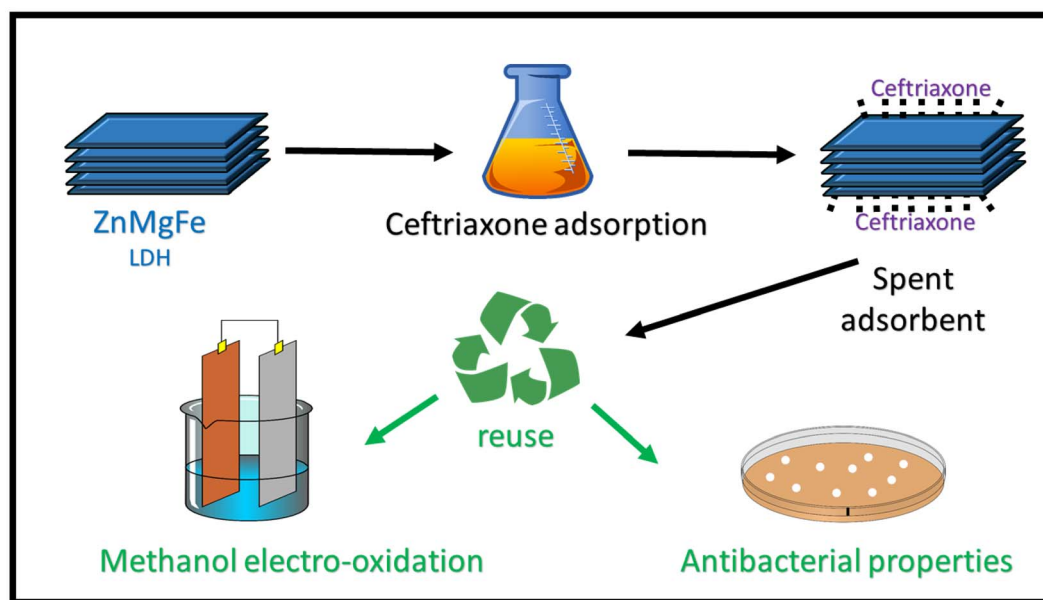 Ceftriaxone
ZnMgFe
LDH
Ceftriaxone adsorption
Ceftriaxone
Spent
adsorbent
reuse
Methanol electro-oxidation
Antibacterial properties